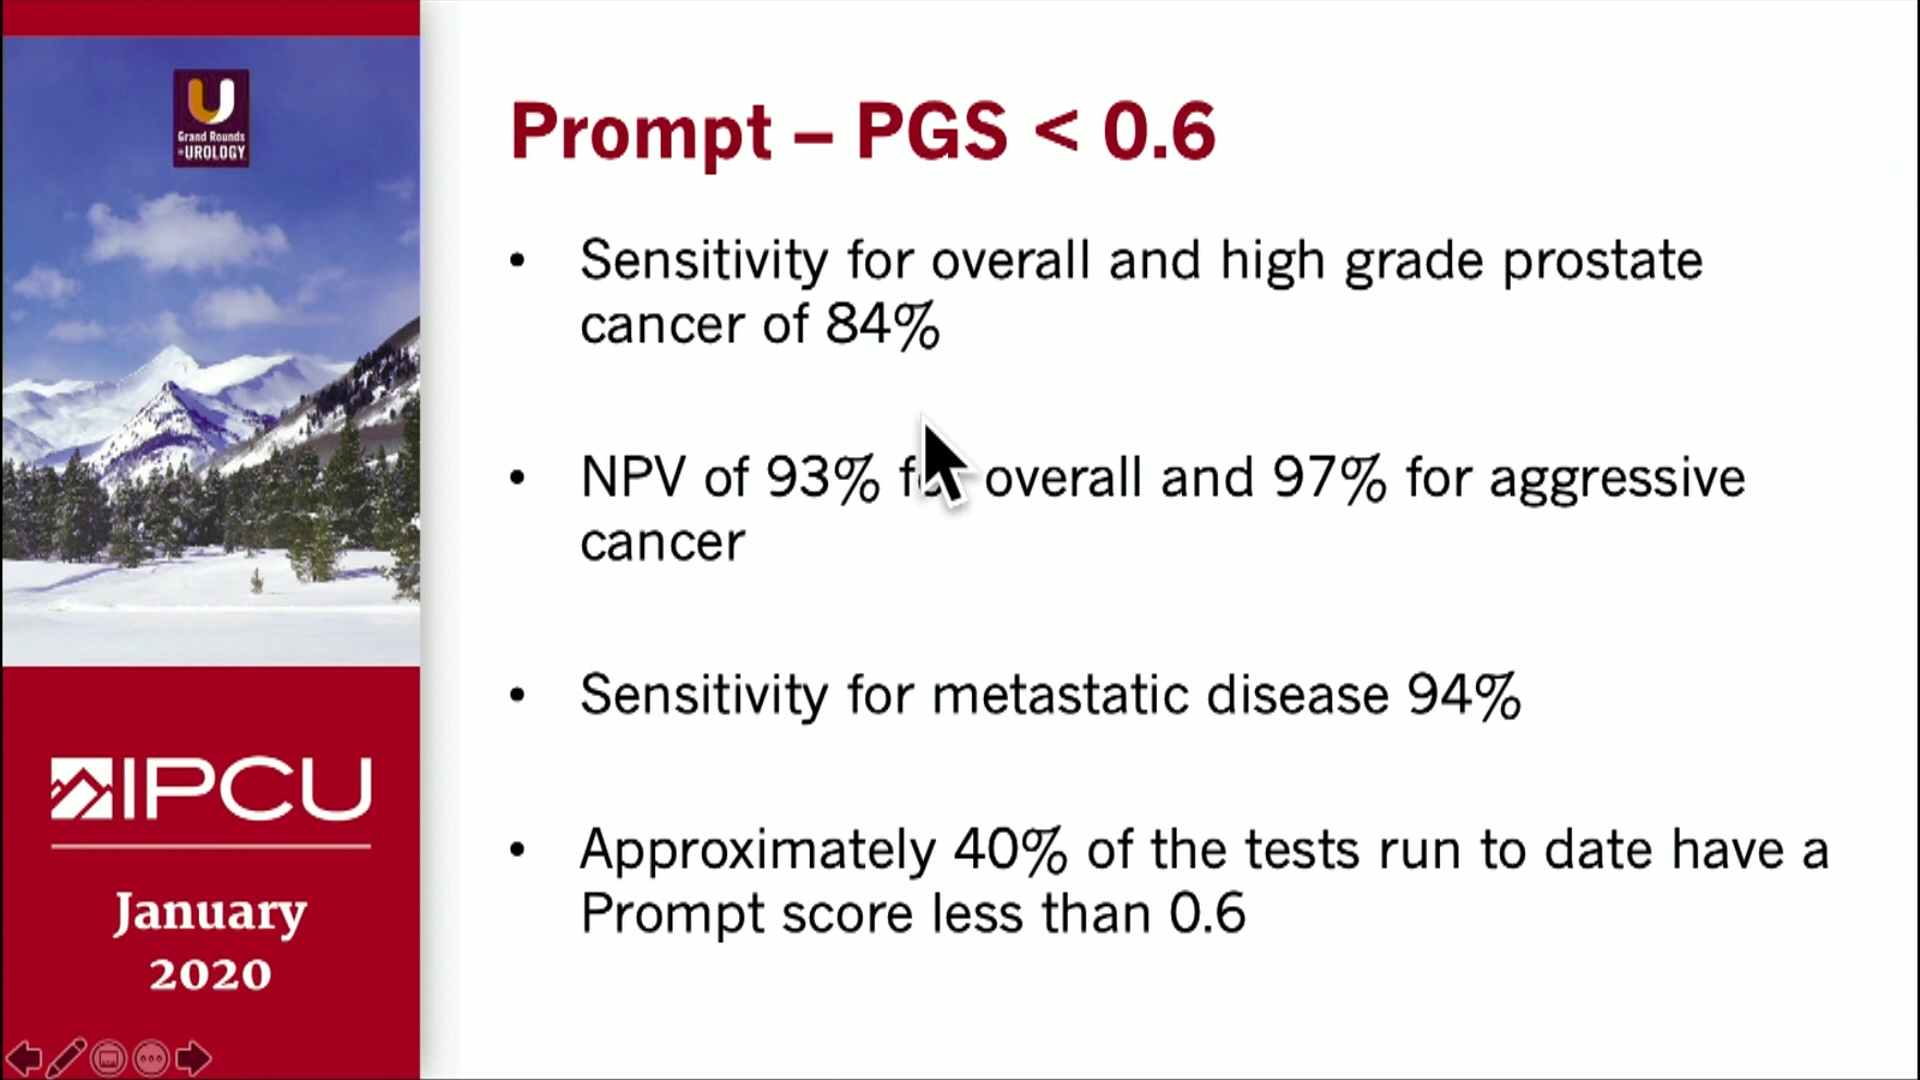 U
Grand Rounds
in UROLOGY
Prompt – PGS < 0.6
• Sensitivity for overall and high grade prostate
cancer of 84%
• NPV of 93% overall and 97% for aggressive
cancer
• Sensitivity for metastatic disease 94%
• Approximately 40% of the tests run to date have a
Prompt score less than 0.6
IPCU
January
2020